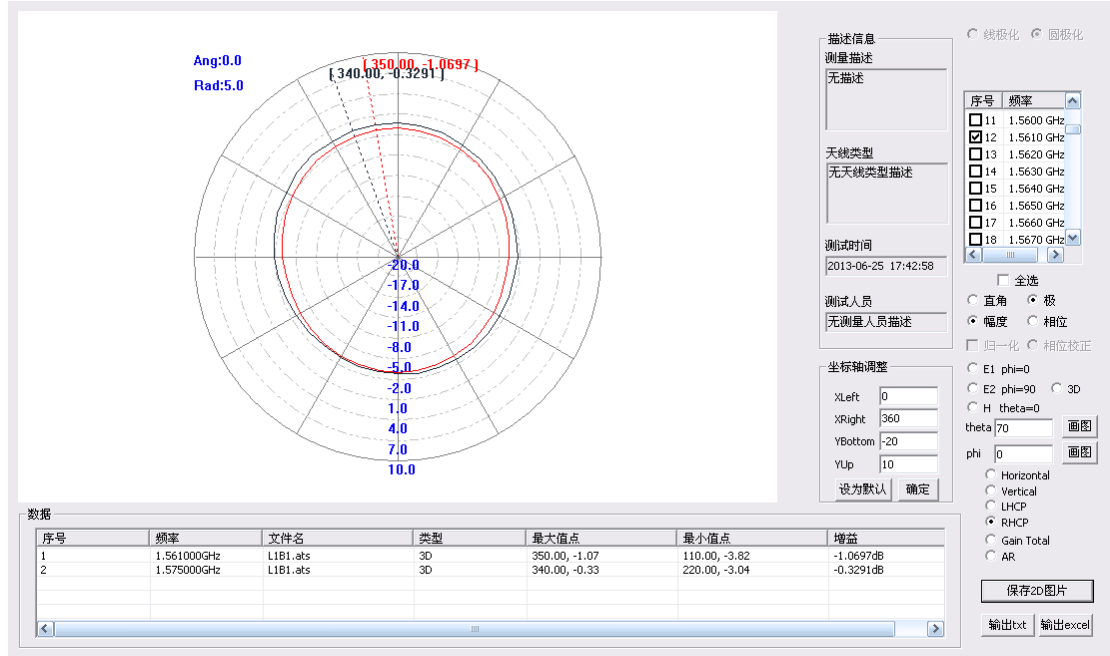 Ang:0.0
Rad:5.0
[ 350.00, -1.0697 ]
[ 340.00, -0.3291 ]
-20.0
-17.0
-14.0
-11.0
-8.0
-5.0
-2.0
1.0
4.0
7.0
10.0
描述信息
测量描述
无描述
天线类型
无天线类型描述
测试时间
2013-06-25 17:42:58
测试人员
无测量人员描述
坐标轴调整
XLeft 0
XRight 360
YBottom -20
YUp 10
设为默认 确定
线极化 圆极化
序号 频率
11 1.5600 GHz
12 1.5610 GHz
13 1.5620 GHz
14 1.5630 GHz
15 1.5640 GHz
16 1.5650 GHz
17 1.5660 GHz
18 1.5670 GHz
全选
直角 极
幅度 相位
归一化 相位校正
E1 phi=0
E2 phi=90 3D
H theta=0
theta 70 画图
phi 0 画图
Horizontal
Vertical
LHCP
RHCP
Gain Total
AR
保存2D图片
输出txt 输出excel
数据
序号 频率 文件名 类型 最大值点 最小值点 增益
1 1.561000GHz L1B1.ats 3D 350.00, -1.07 110.00, -3.82 -1.0697dB
2 1.575000GHz L1B1.ats 3D 340.00, -0.33 220.00, -3.04 -0.3291dB